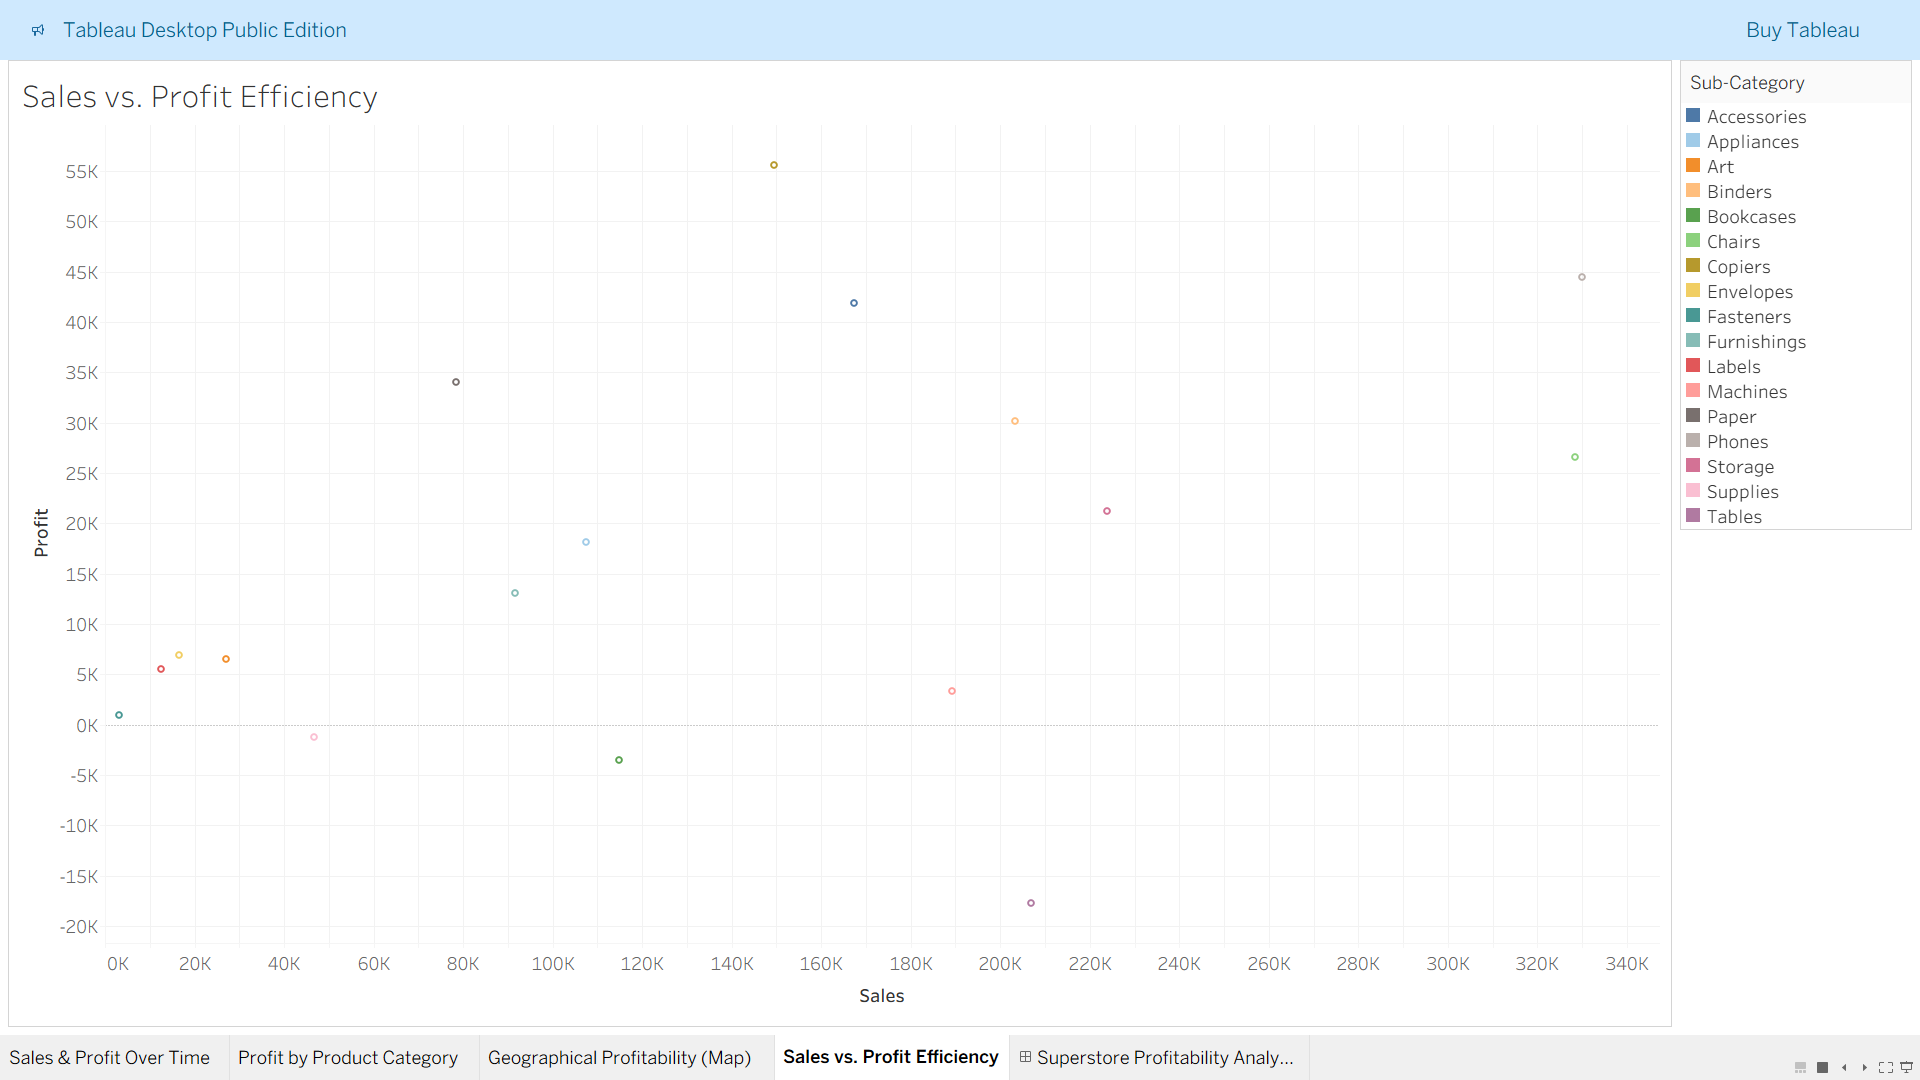 Tableau Desktop Public Edition
Buy Tableau
Sales vs. Profit Efficiency
55K
50K
45K
40K
35K
30K
25K
20K
15K
10K
5K
0K
-5K
-10K
-15K
-20K
Profit
0K 20K 40K 60K 80K 100K 120K 140K 160K 180K 200K 220K 240K 260K 280K 300K 320K 340K
Sales
Sub-Category
Accessories
Appliances
Art
Binders
Bookcases
Chairs
Copiers
Envelopes
Fasteners
Furnishings
Labels
Machines
Paper
Phones
Storage
Supplies
Tables
Sales & Profit Over Time
Profit by Product Category
Geographical Profitability (Map)
Sales vs. Profit Efficiency
Superstore Profitability Analy...